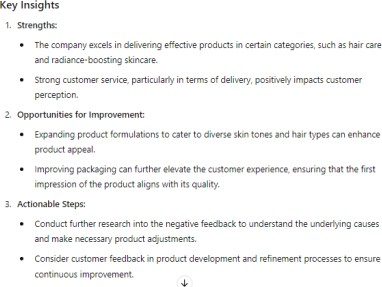 Key Insights
1. Strengths:
• The company excels in delivering effective products in certain categories, such as hair care
and radiance-boosting skincare.
• Strong customer service, particularly in terms of delivery, positively impacts customer
perception.
2. Opportunities for Improvement:
• Expanding product formulations to cater to diverse skin tones and hair types can enhance
product appeal.
• Improving packaging can further elevate the customer experience, ensuring that the first
impression of the product aligns with its quality.
3. Actionable Steps:
• Conduct further research into the negative feedback to understand the underlying causes
and make necessary product adjustments.
• Consider customer feedback in product development and refinement processes to ensure
continuous improvement.